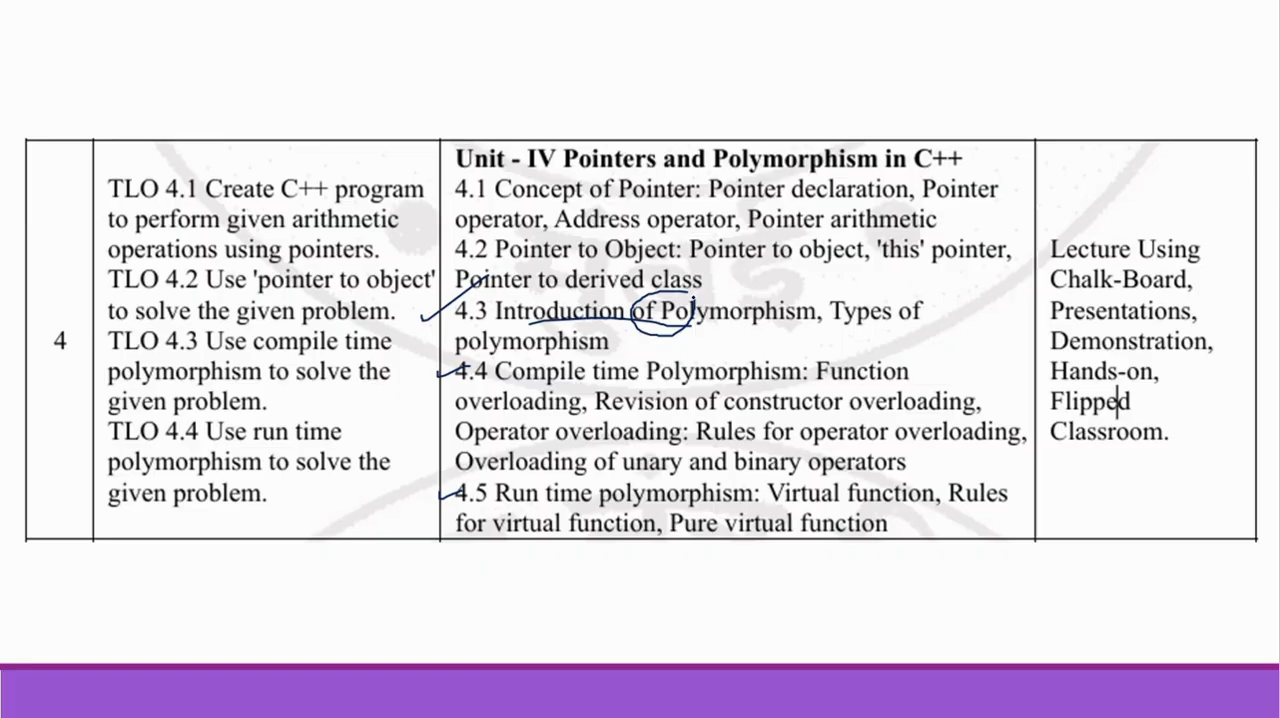 4
TLO 4.1 Create C++ program
to perform given arithmetic
operations using pointers.
TLO 4.2 Use 'pointer to object'
to solve the given problem.
TLO 4.3 Use compile time
polymorphism to solve the
given problem.
TLO 4.4 Use run time
polymorphism to solve the
given problem.
Unit - IV Pointers and Polymorphism in C++
4.1 Concept of Pointer: Pointer declaration, Pointer
operator, Address operator, Pointer arithmetic
4.2 Pointer to Object: Pointer to object, 'this' pointer,
Pointer to derived class
4.3 Introduction of Polymorphism, Types of
polymorphism
4.4 Compile time Polymorphism: Function
overloading, Revision of constructor overloading,
Operator overloading: Rules for operator overloading,
Overloading of unary and binary operators
4.5 Run time polymorphism: Virtual function, Rules
for virtual function, Pure virtual function
Lecture Using
Chalk-Board,
Presentations,
Demonstration,
Hands-on,
Flipped
Classroom.